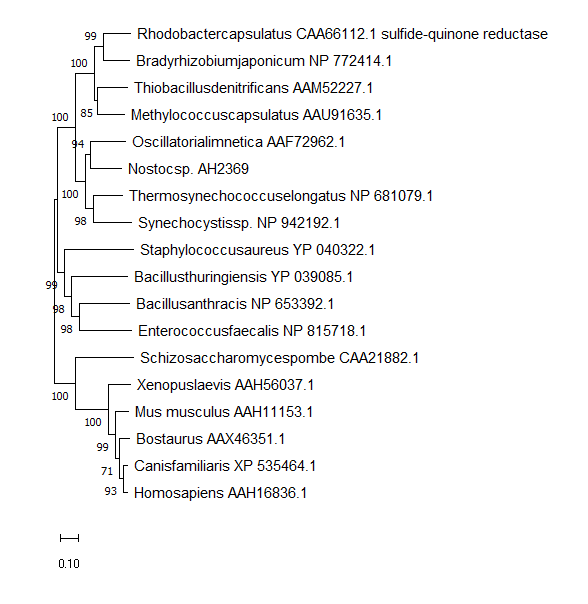 99
Rhodobactercapsulatus CAA66112.1 sulfide-quinone reductase
100
Bradyrhizobiumjaponicum NP 772414.1
Thiobacillusdenitrificans AAM52227.1
85
Methylococcuscapsulatus AAU91635.1
100
94
Oscillatorialimnetica AAF72962.1
Nostocsp. AH2369
100
Thermosynechococcuselongatus NP 681079.1
98
Synechocystissp. NP 942192.1
Staphylococcusaureus YP 040322.1
99
Bacillusthuringiensis YP 039085.1
98
Bacillusanthracis NP 653392.1
98
Enterococcusfaecalis NP 815718.1
Schizosaccharomycespombe CAA21882.1
100
Xenopuslaevis AAH56037.1
100
Mus musculus AAH11153.1
99
Bostaurus AAX46351.1
71
Canisfamiliaris XP 535464.1
93
Homosapiens AAH16836.1
0.10